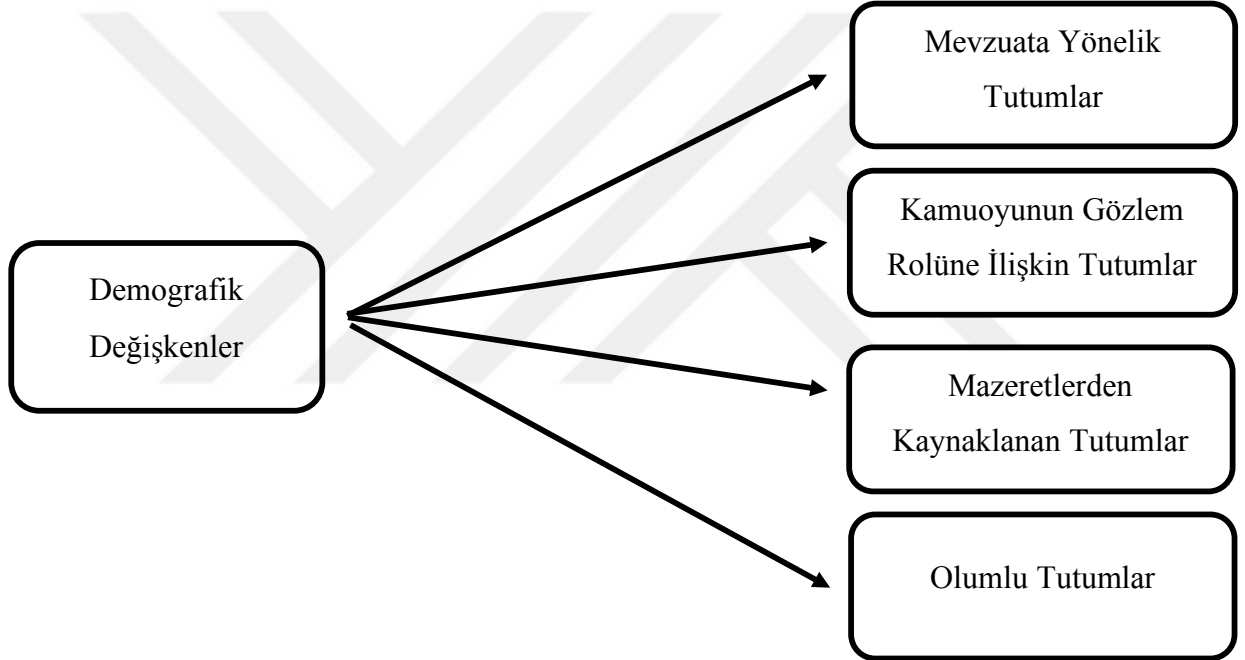 Demografik
Değişkenler
Mevzuata Yönelik
Tutumlar
Kamuoyunun Gözlem
Rolüne İlişkin Tutumlar
Mazeretlerden
Kaynaklanan Tutumlar
Olumlu Tutumlar